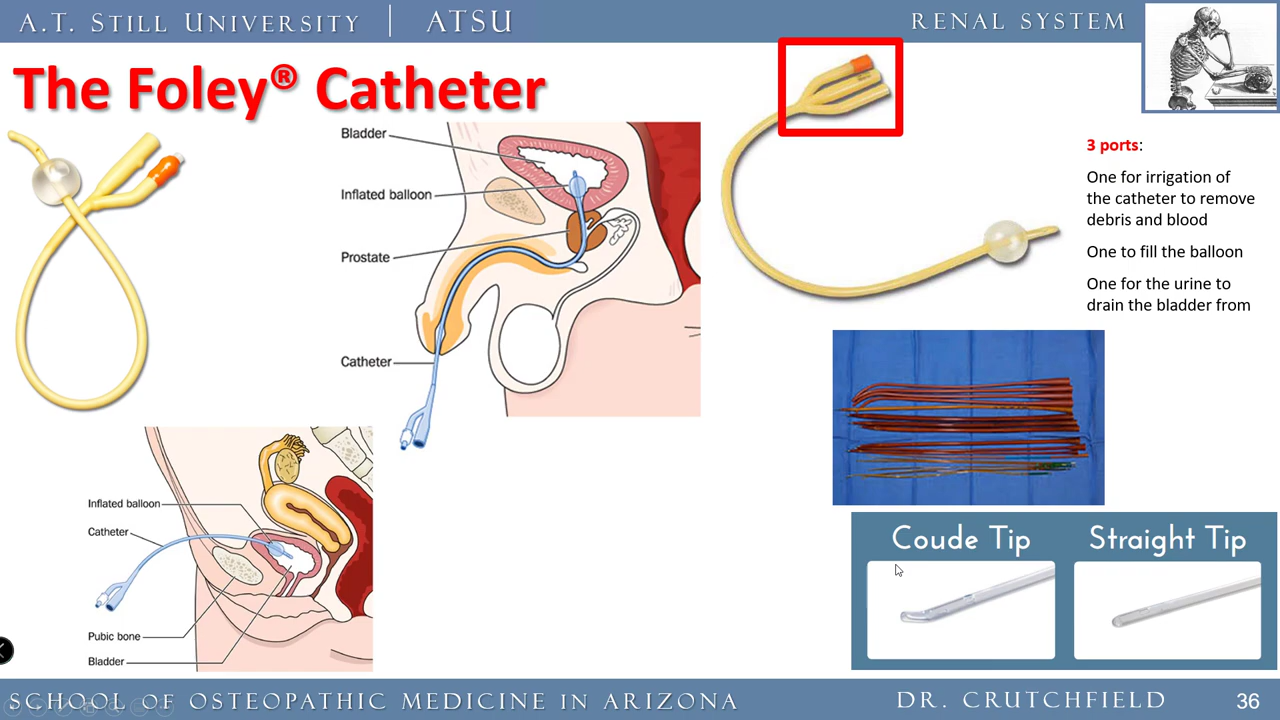 A.T. STILL UNIVERSITY | ATSU
RENAL SYSTEM
The Foley® Catheter
Bladder
Inflated balloon
Prostate
Catheter
3 ports:
One for irrigation of
the catheter to remove
debris and blood
One to fill the balloon
One for the urine to
drain the bladder from
Inflated balloon
Catheter
Pubic bone
Bladder
Coude Tip
Straight Tip
SCHOOL OF OSTEOPATHIC MEDICINE IN ARIZONA
DR. CRUTCHFIELD
36